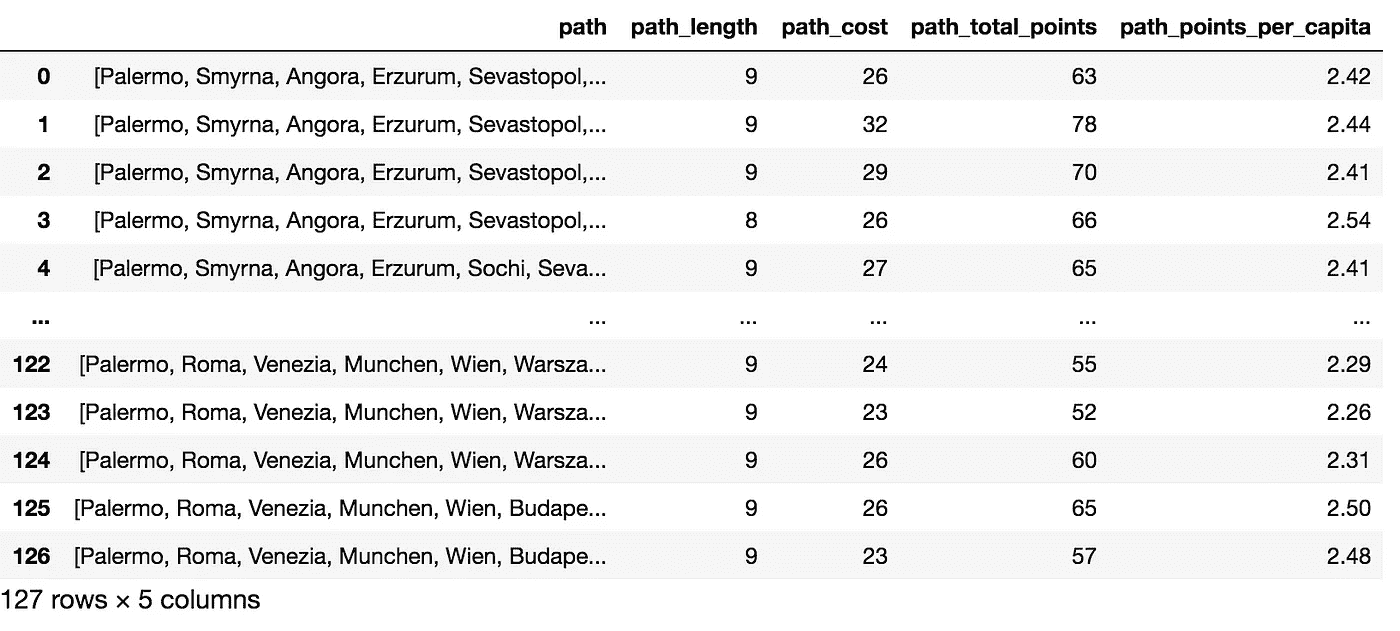 path path_length path_cost path_total_points path_points_per_capita
0 [Palermo, Smyrna, Angora, Erzurum, Sevastopol,... 9 26 63 2.42
1 [Palermo, Smyrna, Angora, Erzurum, Sevastopol,... 9 32 78 2.44
2 [Palermo, Smyrna, Angora, Erzurum, Sevastopol,... 9 29 70 2.41
3 [Palermo, Smyrna, Angora, Erzurum, Sevastopol,... 8 26 66 2.54
4 [Palermo, Smyrna, Angora, Erzurum, Sochi, Seva... 9 27 65 2.41
... ... ... ... ... ...
122 [Palermo, Roma, Venezia, Munchen, Wien, Warsza... 9 24 55 2.29
123 [Palermo, Roma, Venezia, Munchen, Wien, Warsza... 9 23 52 2.26
124 [Palermo, Roma, Venezia, Munchen, Wien, Warsza... 9 26 60 2.31
125 [Palermo, Roma, Venezia, Munchen, Wien, Budape... 9 26 65 2.50
126 [Palermo, Roma, Venezia, Munchen, Wien, Budape... 9 23 57 2.48
127 rows × 5 columns